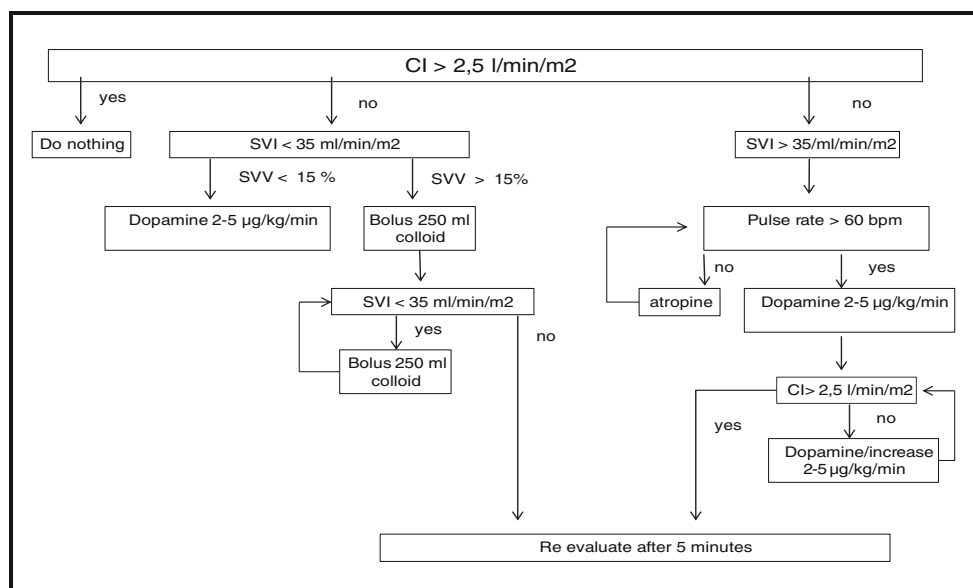 CI > 2,5 l/min/m2
yes
no
no
Do nothing
SVI < 35 ml/min/m2
SVI > 35/ml/min/m2
SVV < 15 %
SVV > 15%
Dopamine 2-5 µg/kg/min
Bolus 250 ml
colloid
Pulse rate > 60 bpm
no
yes
SVI < 35 ml/min/m2
atropine
Dopamine 2-5 µg/kg/min
yes
no
Bolus 250 ml
colloid
CI> 2,5 l/min/m2
yes
no
Dopamine/increase
2-5 µg/kg/min
Re evaluate after 5 minutes